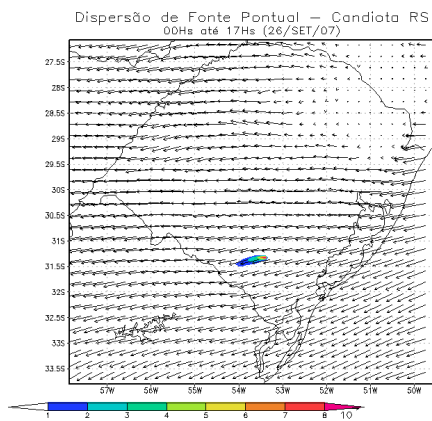 Dispersão de Fonte Pontual – Candiota RS
00Hs até 17Hs (26/SET/07)
27.5S
28S
28.5S
29S
29.5S
30S
30.5S
31S
31.5S
32S
32.5S
33S
33.5S
57W 56W 55W 54W 53W 52W 51W 50W
1 2 3 4 5 6 7 8 10